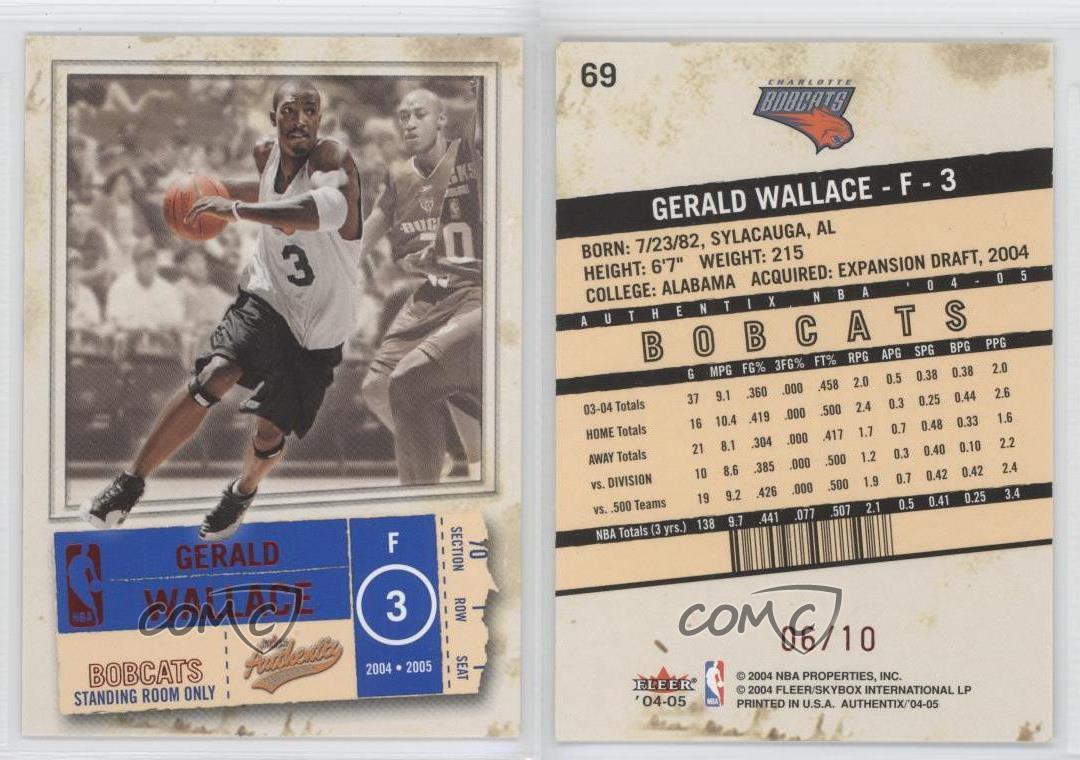 3
BUCKS
GERALD
WALLACE
NBA
BOBCATS
STANDING ROOM ONLY
Authentix
F
3
2004 • 2005
SECTION ROW SEAT
COMC
69
CHARLOTTE
BOBCATS
GERALD WALLACE - F - 3
BORN: 7/23/82, SYLACAUGA, AL
HEIGHT: 6'7" WEIGHT: 215
COLLEGE: ALABAMA ACQUIRED: EXPANSION DRAFT, 2004
AUTHENTIX NBA '04-05
BOBCATS
G MPG FG% 3FG% FT% RPG APG SPG BPG PPG
03-04 Totals 37 9.1 .360 .000 .458 2.0 0.5 0.38 0.38 2.0
HOME Totals 16 10.4 .419 .000 .500 2.4 0.3 0.25 0.44 2.6
AWAY Totals 21 8.1 .304 .000 .417 1.7 0.7 0.48 0.33 1.6
vs. DIVISION 10 8.6 .385 .000 .500 1.2 0.3 0.40 0.10 2.2
vs. .500 Teams 19 9.2 .426 .000 .500 1.9 0.7 0.42 0.42 2.4
NBA Totals (3 yrs.) 138 9.7 .441 .077 .507 2.1 0.5 0.41 0.25 3.4
COMC
06/10
FLEER
'04-05
NBA
© 2004 NBA PROPERTIES, INC.
© 2004 FLEER/SKYBOX INTERNATIONAL LP
PRINTED IN U.S.A. AUTHENTIX/'04-05